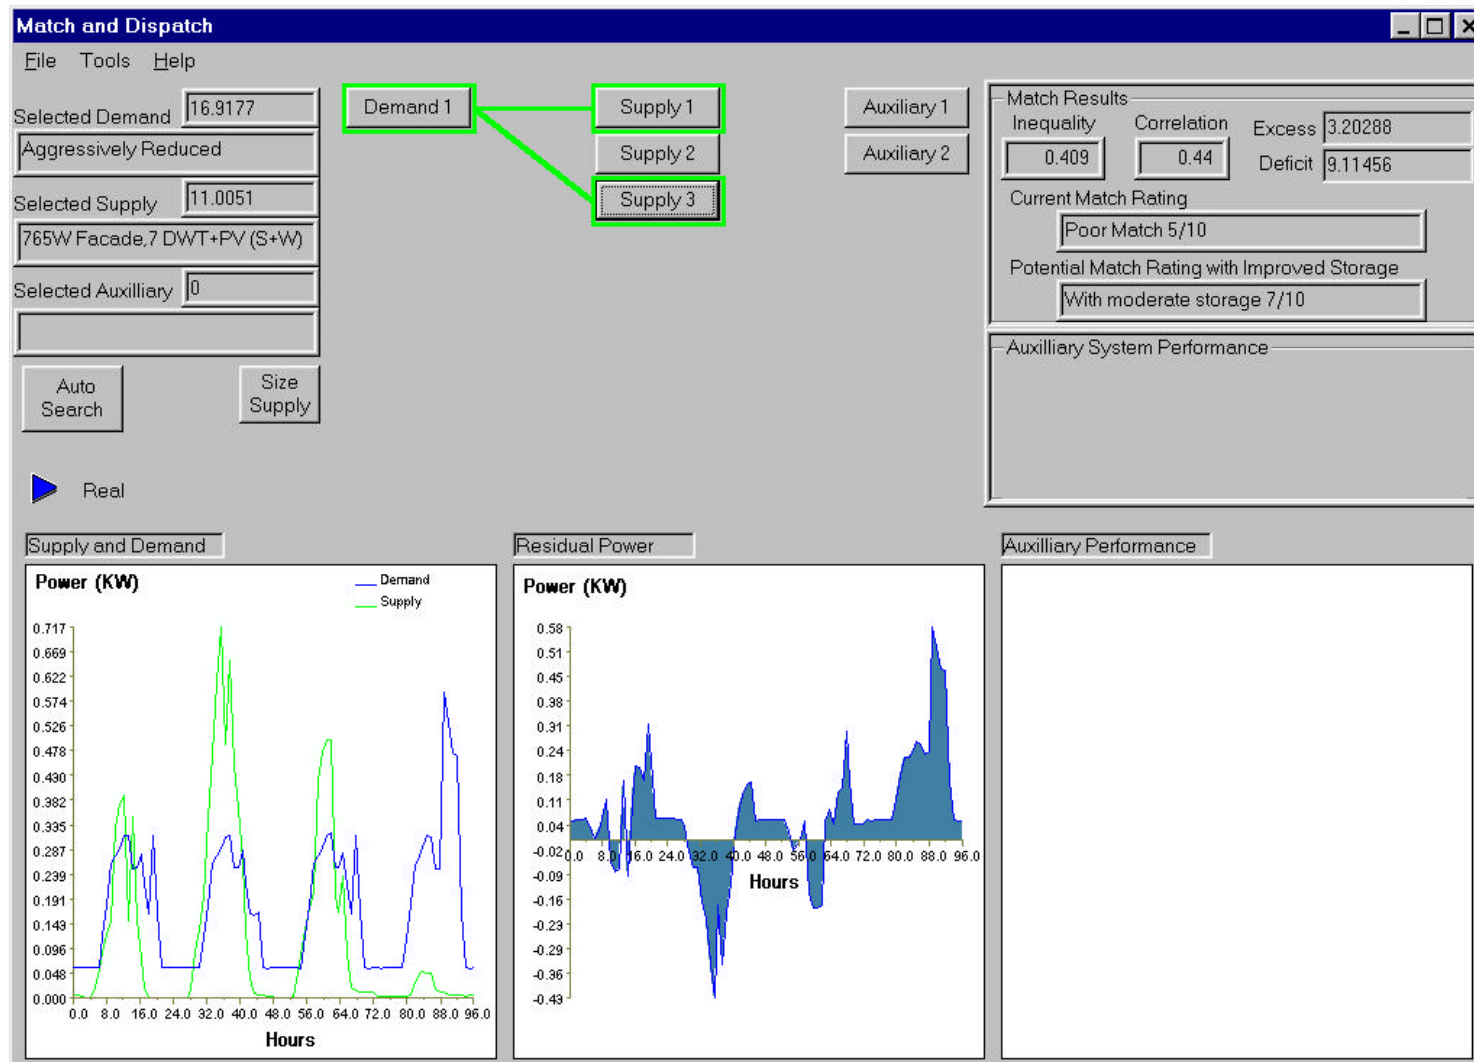 Match and Dispatch
File Tools Help
Selected Demand 16.9177
Aggressively Reduced
Selected Supply 11.0051
765W Facade,7 DWT+PV (S+W)
Selected Auxilliary 0
Auto Search
Size Supply
Real
Demand 1
Supply 1
Supply 2
Supply 3
Auxiliary 1
Auxiliary 2
Match Results
Inequality Correlation Excess 3.20288
0.409 0.44 Deficit 9.11456
Current Match Rating
Poor Match 5/10
Potential Match Rating with Improved Storage
With moderate storage 7/10
Auxilliary System Performance
Supply and Demand
Power (KW)
Demand
Supply
0.717
0.669
0.622
0.574
0.526
0.478
0.490
0.982
0.335
0.287
0.239
0.191
0.149
0.096
0.048
0.000
0.0 8.0 16.0 24.0 32.0 40.0 48.0 56.0 64.0 72.0 80.0 88.0 96.0
Hours
Residual Power
Power (KW)
0.58
0.51
0.45
0.38
0.31
0.24
0.18
0.11
0.04
-0.02
-0.09
-0.16
-0.23
-0.29
-0.36
-0.43
0.0 8.0 16.0 24.0 32.0 40.0 48.0 56.0 64.0 72.0 80.0 88.0 96.0
Hours
Auxilliary Performance